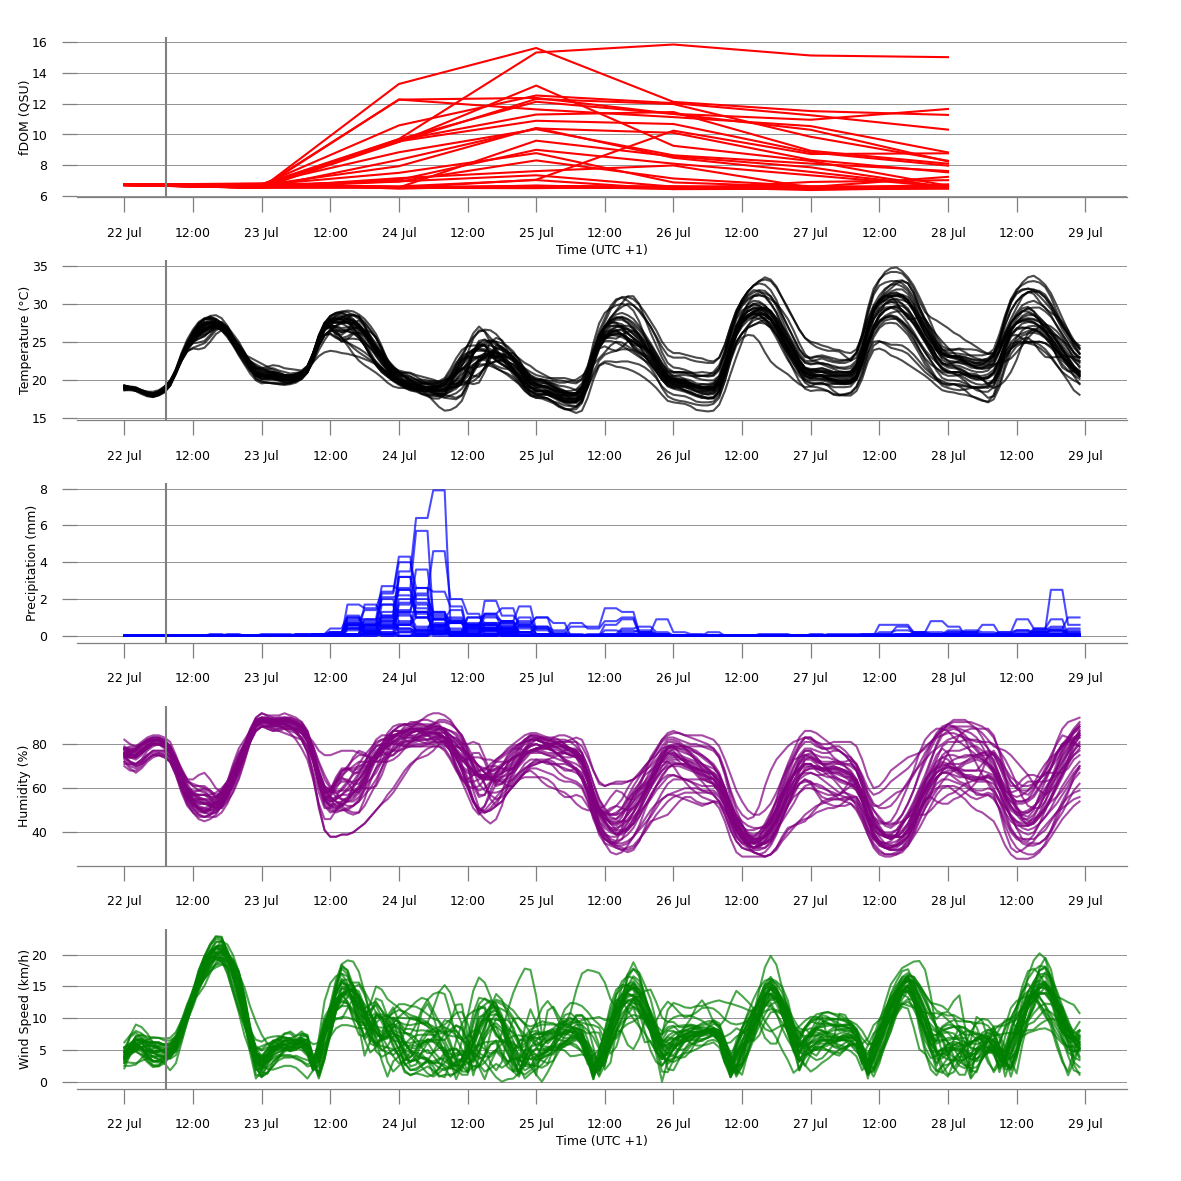 fDOM (QSU)
16
14
12
10
8
6
22 Jul 12:00 23 Jul 12:00 24 Jul 12:00 25 Jul 12:00 26 Jul 12:00 27 Jul 12:00 28 Jul 12:00 29 Jul
Time (UTC +1)
Temperature (°C)
35
30
25
20
15
22 Jul 12:00 23 Jul 12:00 24 Jul 12:00 25 Jul 12:00 26 Jul 12:00 27 Jul 12:00 28 Jul 12:00 29 Jul
Precipitation (mm)
8
6
4
2
0
22 Jul 12:00 23 Jul 12:00 24 Jul 12:00 25 Jul 12:00 26 Jul 12:00 27 Jul 12:00 28 Jul 12:00 29 Jul
Humidity (%)
80
60
40
22 Jul 12:00 23 Jul 12:00 24 Jul 12:00 25 Jul 12:00 26 Jul 12:00 27 Jul 12:00 28 Jul 12:00 29 Jul
Wind Speed (km/h)
20
15
10
5
0
22 Jul 12:00 23 Jul 12:00 24 Jul 12:00 25 Jul 12:00 26 Jul 12:00 27 Jul 12:00 28 Jul 12:00 29 Jul
Time (UTC +1)